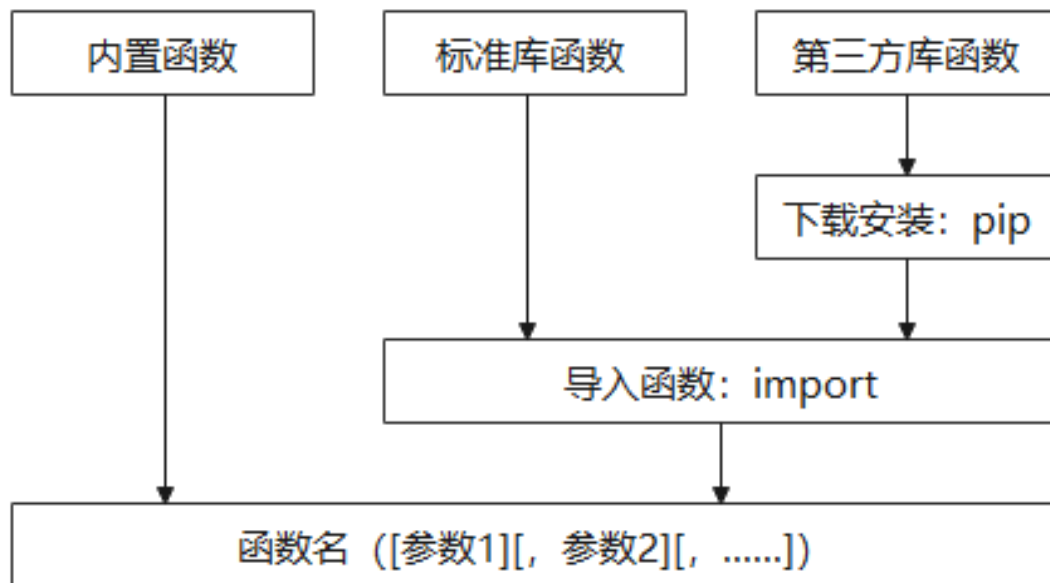 内置函数
标准库函数
第三方库函数
下载安装：pip
导入函数：import
函数名（[参数1][，参数2][，......]）